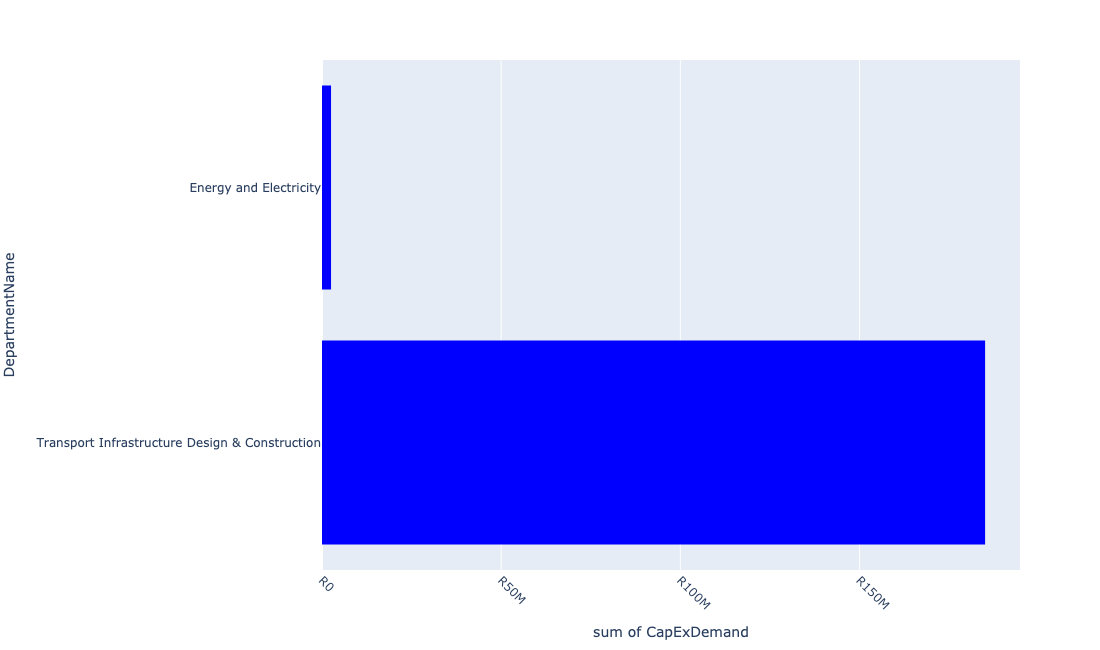 DepartmentName
Energy and Electricity
Transport Infrastructure Design & Construction
R0
R50M
R100M
R150M
sum of CapExDemand